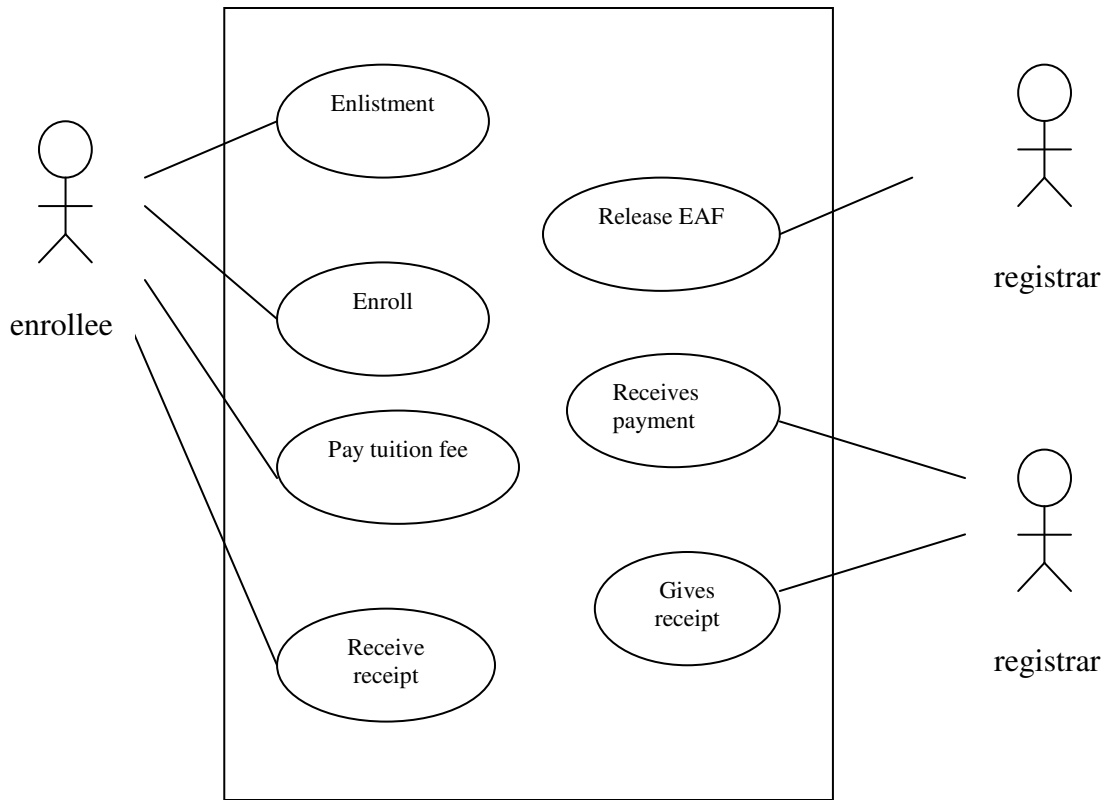 Enlistment
Release EAF
registrar
Enroll
enrollee
Receives
payment
Pay tuition fee
Gives
receipt
Receive
receipt
registrar